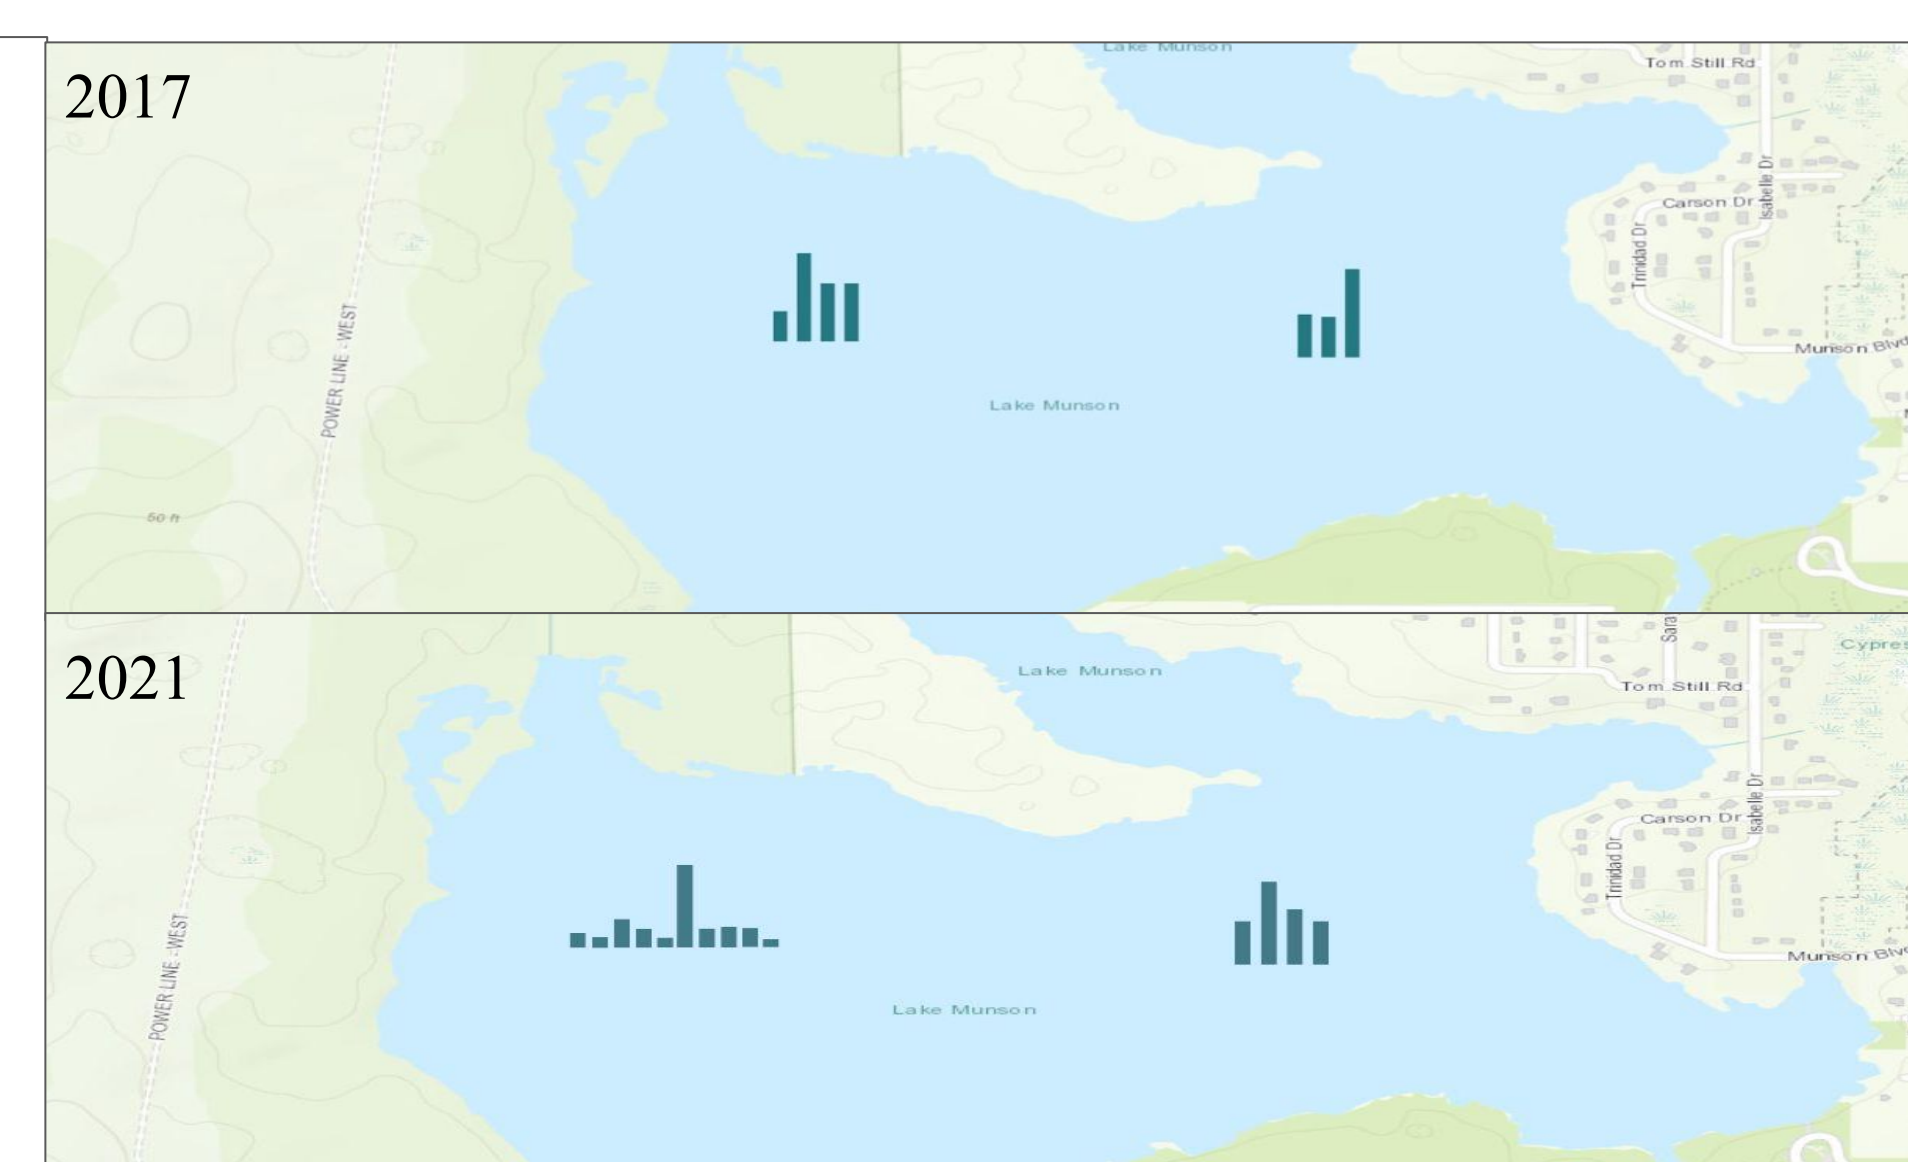 2017
Lake Munson
Tom Still Rd
Isabelle Dr
Carson Dr
Trinidad Dr
POWER LINE - WEST
Munson Blvd
Lake Munson
50 ft
2021
Sara
Cypres
Lake Munson
Tom Still Rd
Isabelle Dr
Carson Dr
Trinidad Dr
POWER LINE - WEST
Munson Blv
Lake Munson